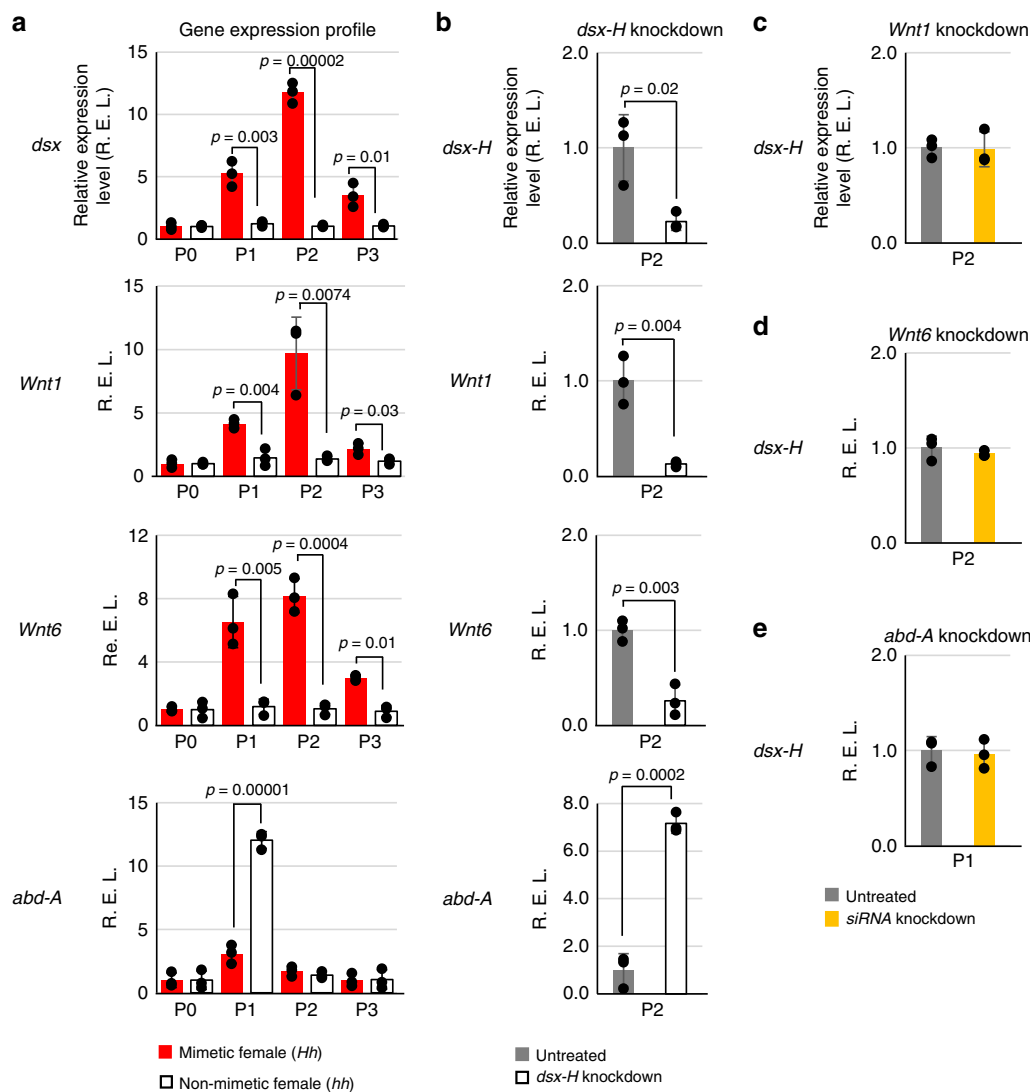 a
Gene expression profile
dsx
Relative expression
level (R. E. L.)
15
10
5
0
p = 0.003
p = 0.00002
p = 0.01
P0 P1 P2 P3
Wnt1
R. E. L.
15
10
5
0
p = 0.004
p = 0.0074
p = 0.03
P0 P1 P2 P3
Wnt6
Re. E. L.
12
8
4
0
p = 0.005
p = 0.0004
p = 0.01
P0 P1 P2 P3
abd-A
R. E. L.
15
10
5
0
p = 0.00001
P0 P1 P2 P3
Mimetic female (Hh)
Non-mimetic female (hh)
b
dsx-H knockdown
dsx-H
Relative expression
level (R. E. L.)
2.0
1.0
0.0
p = 0.02
P2
Wnt1
R. E. L.
2.0
1.0
0.0
p = 0.004
P2
Wnt6
R. E. L.
2.0
1.0
0.0
p = 0.003
P2
abd-A
R. E. L.
8.0
6.0
4.0
2.0
0.0
p = 0.0002
P2
Untreated
dsx-H knockdown
c
Wnt1 knockdown
dsx-H
Relative expression
level (R. E. L.)
2.0
1.0
0.0
P2
d
Wnt6 knockdown
dsx-H
R. E. L.
2.0
1.0
0.0
P2
e
abd-A knockdown
dsx-H
R. E. L.
2.0
1.0
0.0
P1
Untreated
siRNA knockdown